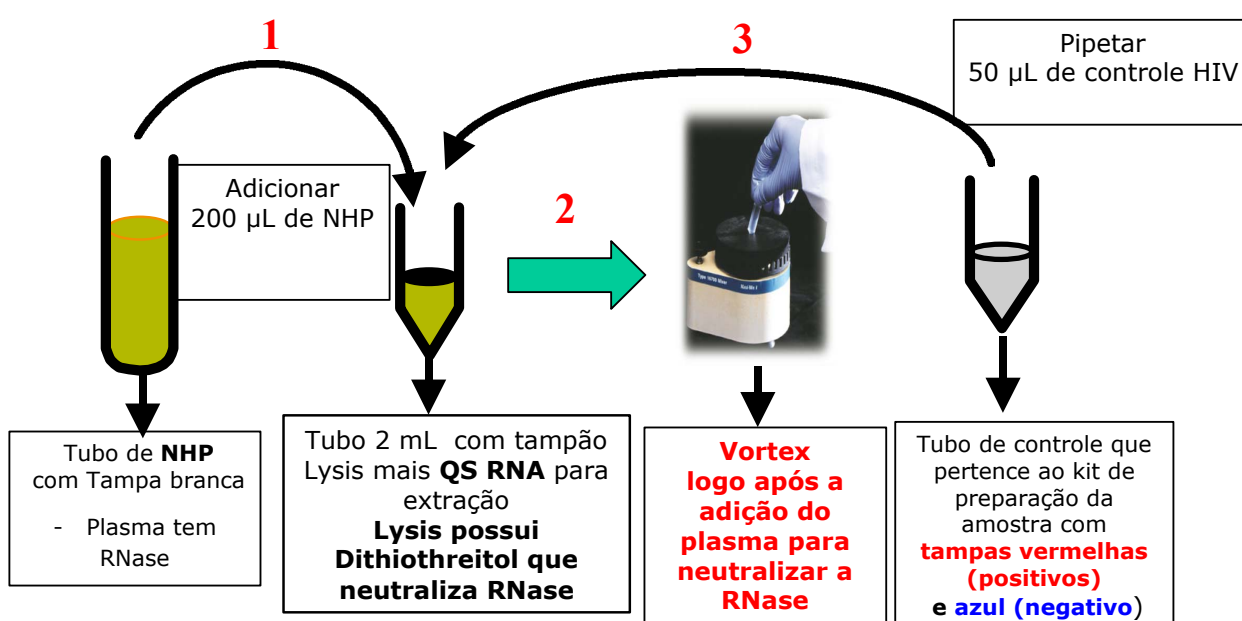 1
3
Pipetar
50 µL de controle HIV
Adicionar
200 µL de NHP
2
Tubo de NHP
com Tampa branca
- Plasma tem
RNase
Tubo 2 mL com tampão
Lysis mais QS RNA para
extração
Lysis possui
Dithiothreitol que
neutraliza RNase
Vortex
logo após a
adição do
plasma para
neutralizar a
RNase
Tubo de controle que
pertence ao kit de
preparação da
amostra com
tampas vermelhas
(positivos)
e azul (negativo)